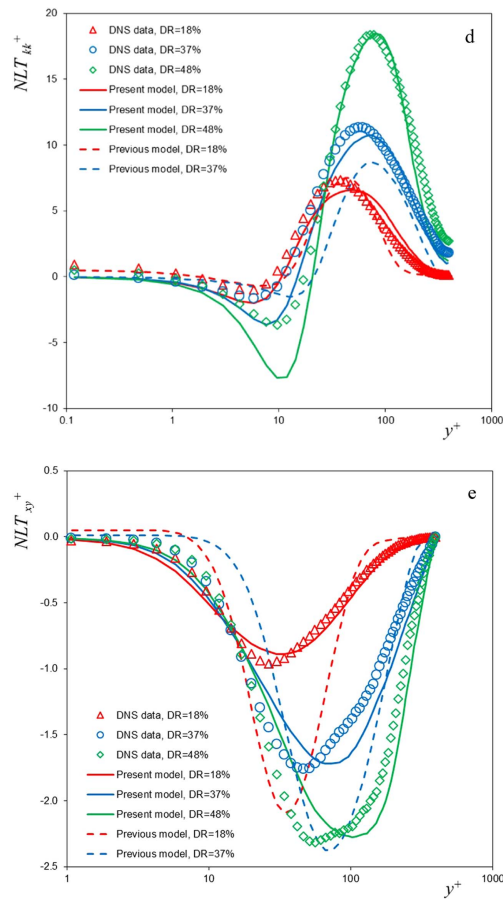 d
NLT_kk^+
20
DNS data, DR=18%
DNS data, DR=37%
15
DNS data, DR=48%
Present model, DR=18%
Present model, DR=37%
10
Present model, DR=48%
Previous model, DR=18%
Previous model, DR=37%
5
0
-5
-10
0.1 1 10 100 1000
y^+
e
NLT_xy^+
0.5
0.0
-0.5
-1.0
DNS data, DR=18%
DNS data, DR=37%
-1.5
DNS data, DR=48%
Present model, DR=18%
Present model, DR=37%
-2.0
Present model, DR=48%
Previous model, DR=18%
Previous model, DR=37%
-2.5
1 10 100 1000
y^+